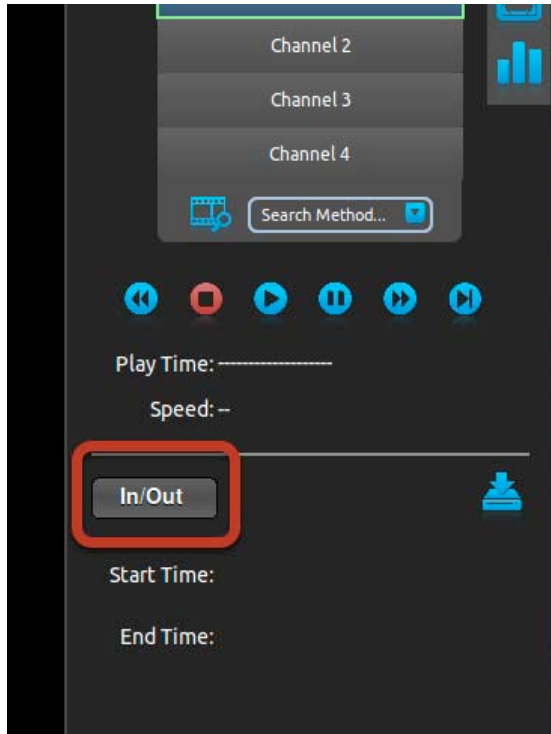 Channel 2
Channel 3
Channel 4
Search Method...
Play Time: ------------------
Speed: --
In/Out
Start Time:
End Time: